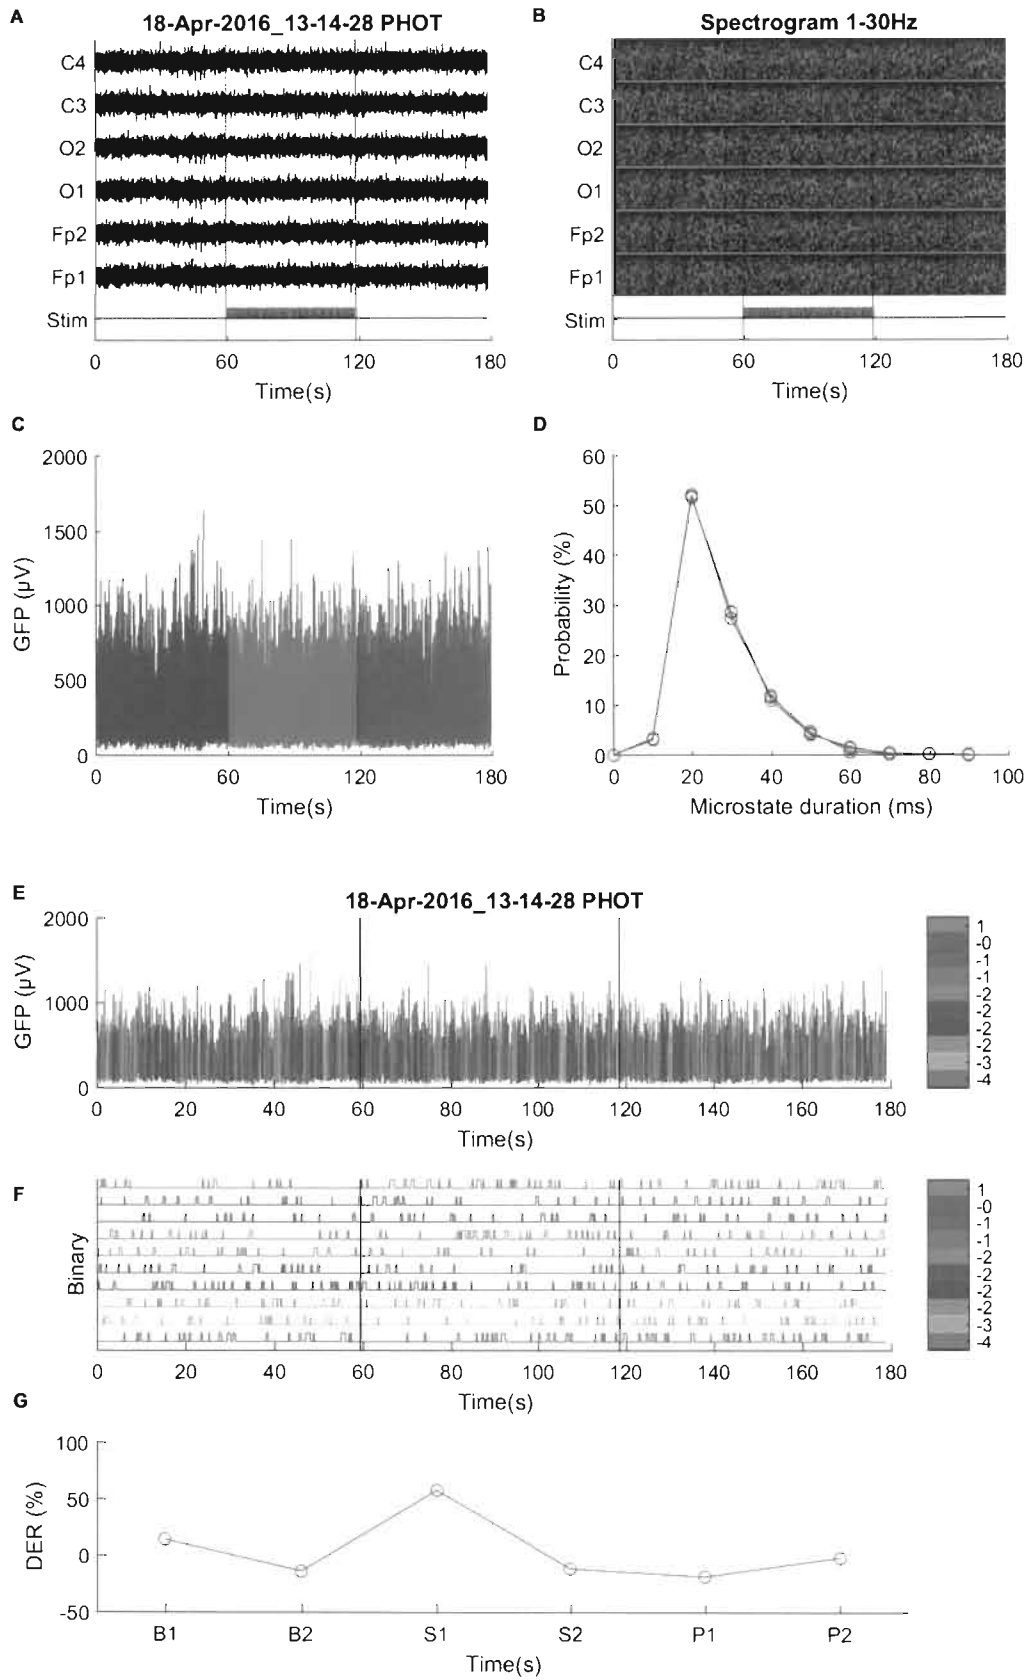 A
18-Apr-2016_13-14-28 PHOT
C4
C3
O2
O1
Fp2
Fp1
Stim
0 60 120 180
Time(s)
B
Spectrogram 1-30Hz
C4
C3
O2
O1
Fp2
Fp1
Stim
0 60 120 180
Time(s)
C
2000
1500
1000
500
0
GFP (µV)
0 60 120 180
Time(s)
D
60
50
40
30
20
10
0
Probability (%)
0 20 40 60 80 100
Microstate duration (ms)
E
18-Apr-2016_13-14-28 PHOT
2000
1000
0
GFP (µV)
0 20 40 60 80 100 120 140 160 180
Time(s)
1
-0
-1
-1
-2
-2
-2
-2
-3
-4
F
Binary
0 20 40 60 80 100 120 140 160 180
Time(s)
1
-0
-1
-1
-2
-2
-2
-2
-3
-4
G
100
50
0
-50
DER (%)
B1 B2 S1 S2 P1 P2
Time(s)